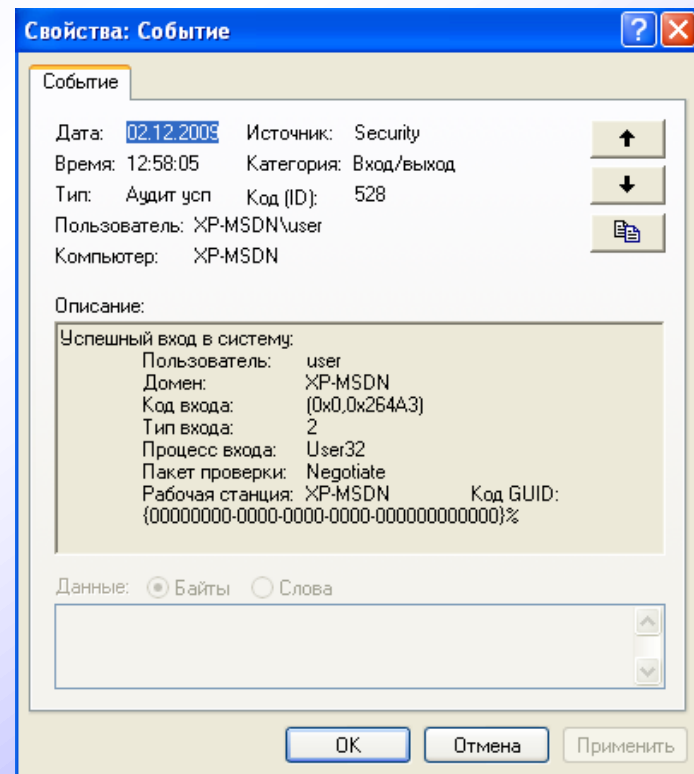 Свойства: Событие
Событие
Дата: 02.12.2009 Источник: Security
Время: 12:58:05 Категория: Вход/выход
Тип: Аудит усп Код (ID): 528
Пользователь: XP-MSDN\user
Компьютер: XP-MSDN
Описание:
Успешный вход в систему:
Пользователь: user
Домен: XP-MSDN
Код входа: (0x0,0x264A3)
Тип входа: 2
Процесс входа: User32
Пакет проверки: Negotiate
Рабочая станция: XP-MSDN Код GUID:
{00000000-0000-0000-0000-000000000000}%
Данные: Байты Слова
OK Отмена Применить